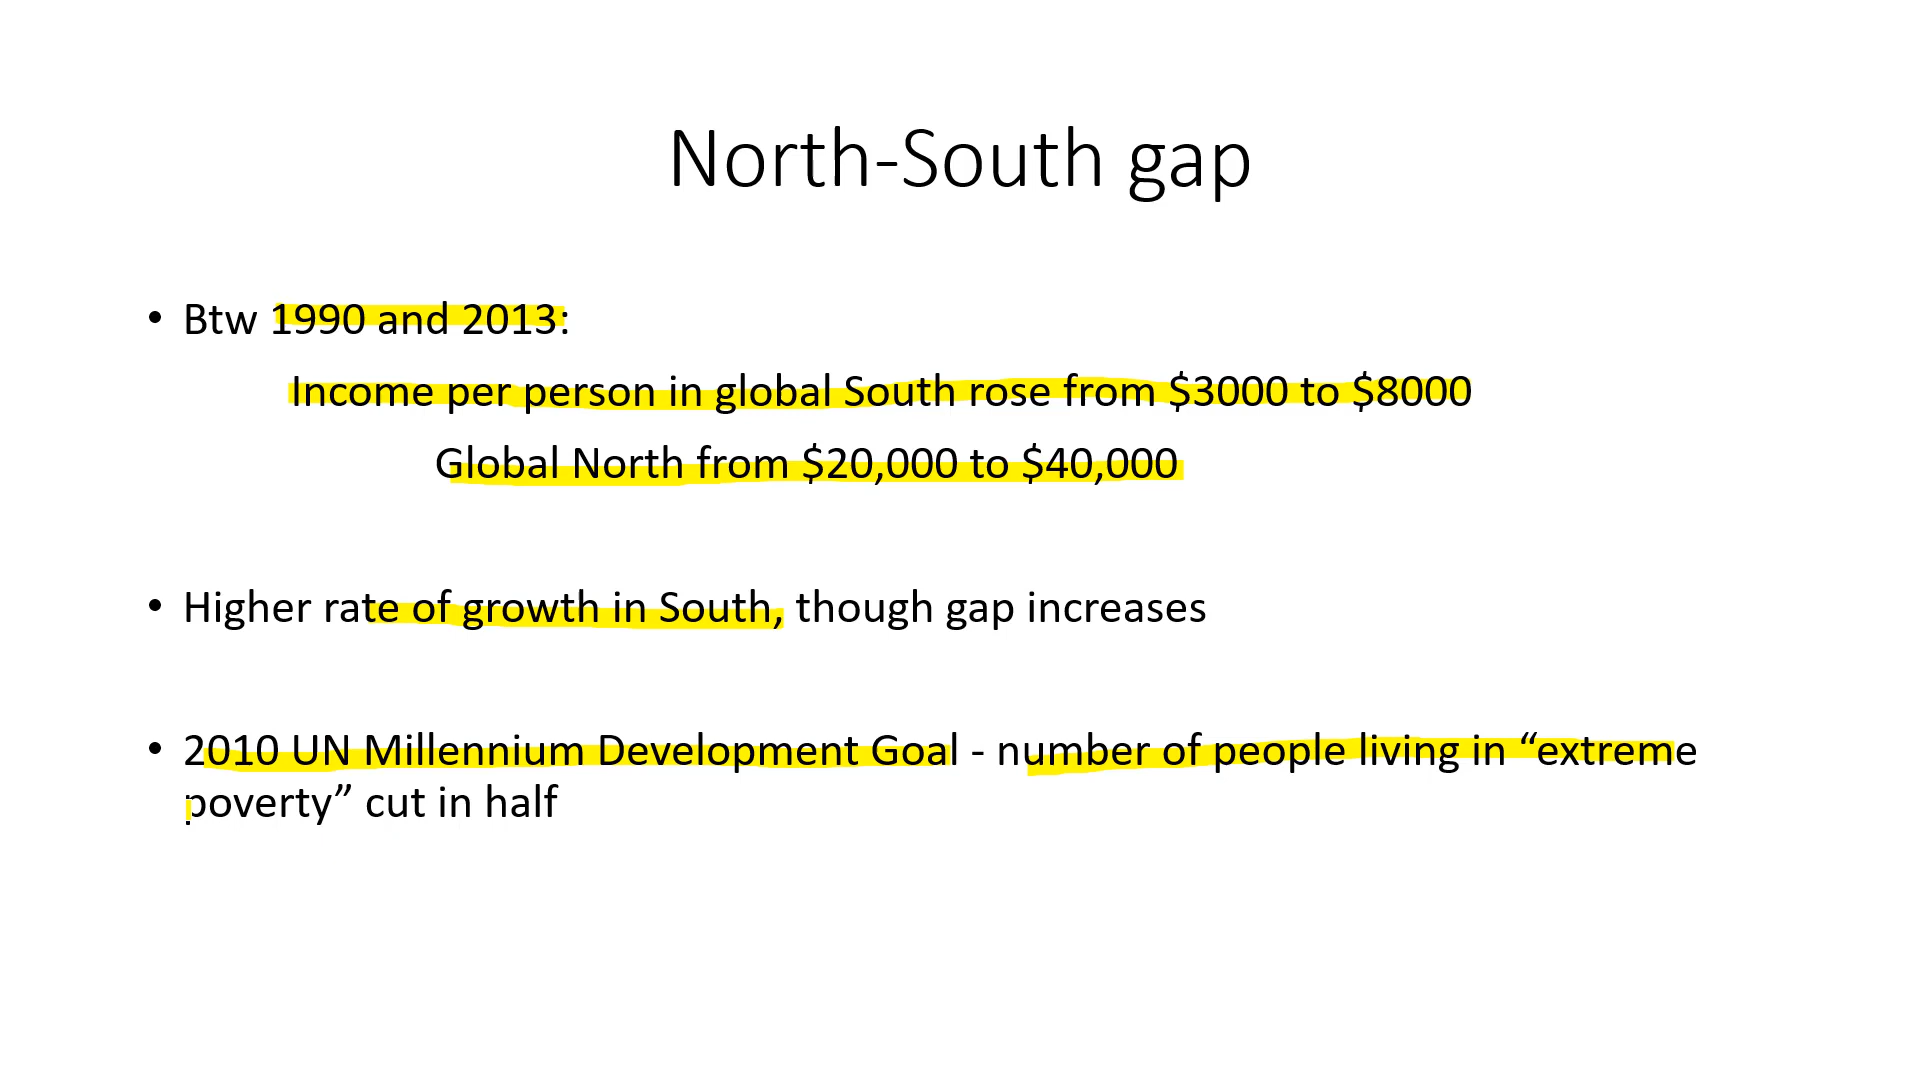 North-South gap
• Btw 1990 and 2013:
Income per person in global South rose from $3000 to $8000
Global North from $20,000 to $40,000
• Higher rate of growth in South, though gap increases
• 2010 UN Millennium Development Goal - number of people living in “extreme
poverty” cut in half